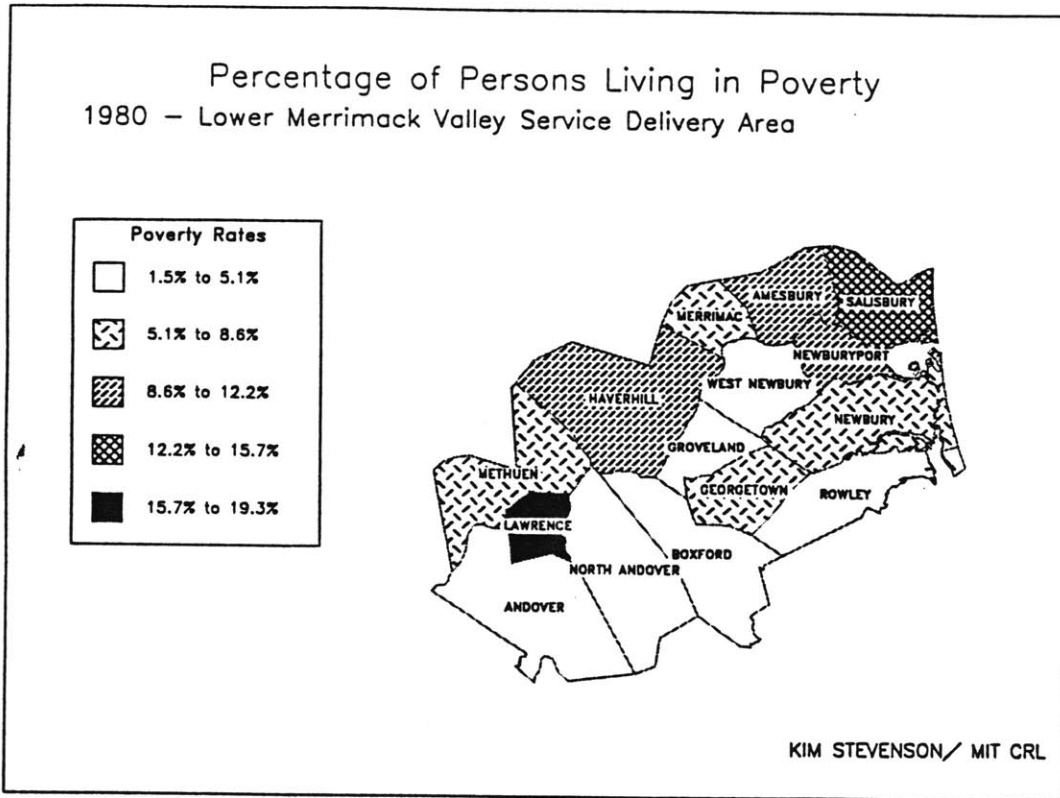 Percentage of Persons Living in Poverty
1980 – Lower Merrimack Valley Service Delivery Area
Poverty Rates
1.5% to 5.1%
5.1% to 8.6%
8.6% to 12.2%
12.2% to 15.7%
15.7% to 19.3%
AMESBURY
SALISBURY
MERRIMAC
NEWBURYPORT
WEST NEWBURY
HAVERHILL
NEWBURY
GROVELAND
METHUEN
GEORGETOWN
ROWLEY
LAWRENCE
BOXFORD
NORTH ANDOVER
ANDOVER
KIM STEVENSON/ MIT CRL